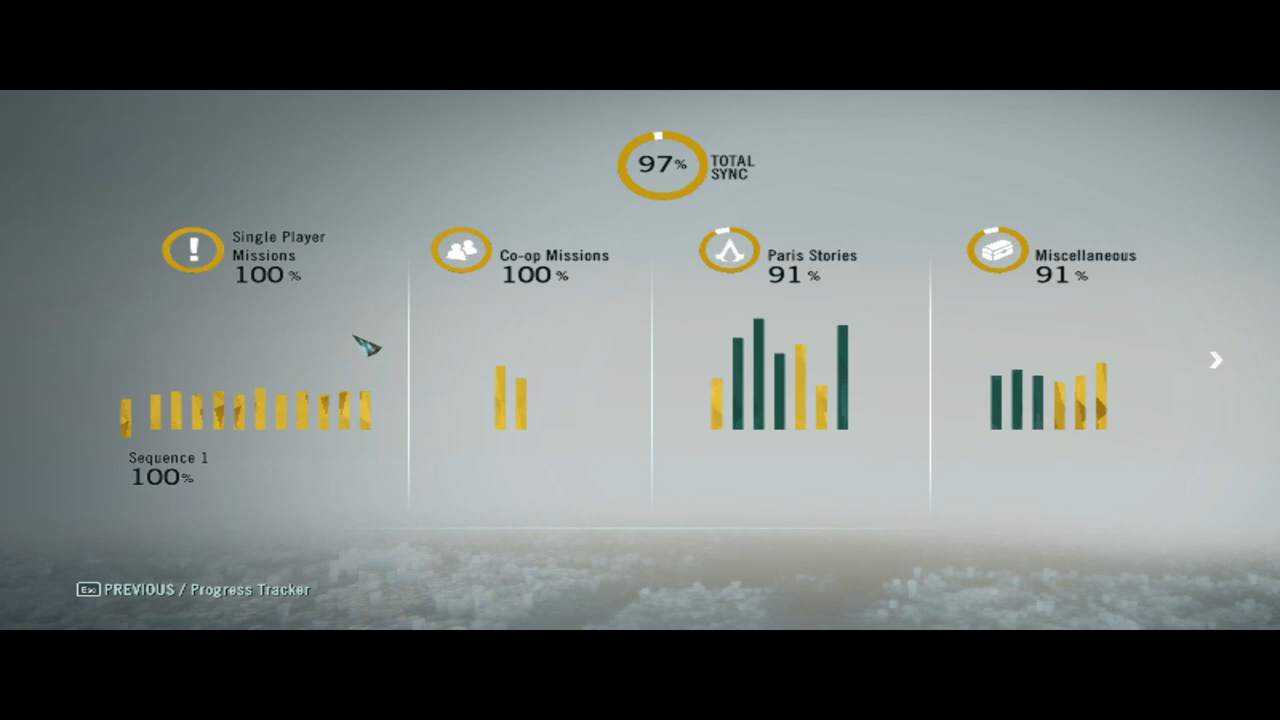 97%
TOTAL
SYNC
Single Player
Missions
100 %
Co-op Missions
100 %
Paris Stories
91 %
Miscellaneous
91 %
Sequence 1
100%
Esc PREVIOUS / Progress Tracker